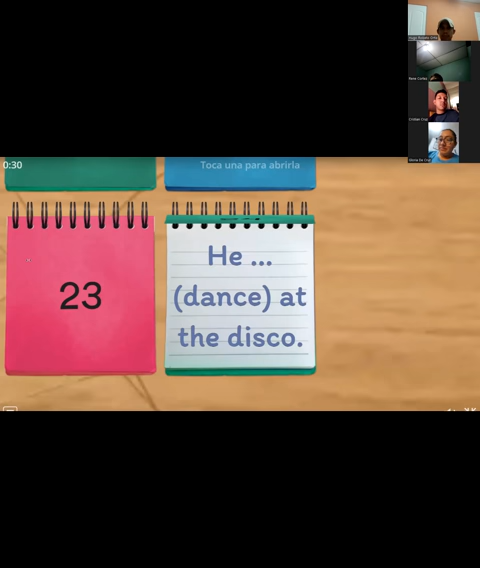 0:30
Toca una para abrirla
23
He ...
(dance) at
the disco.